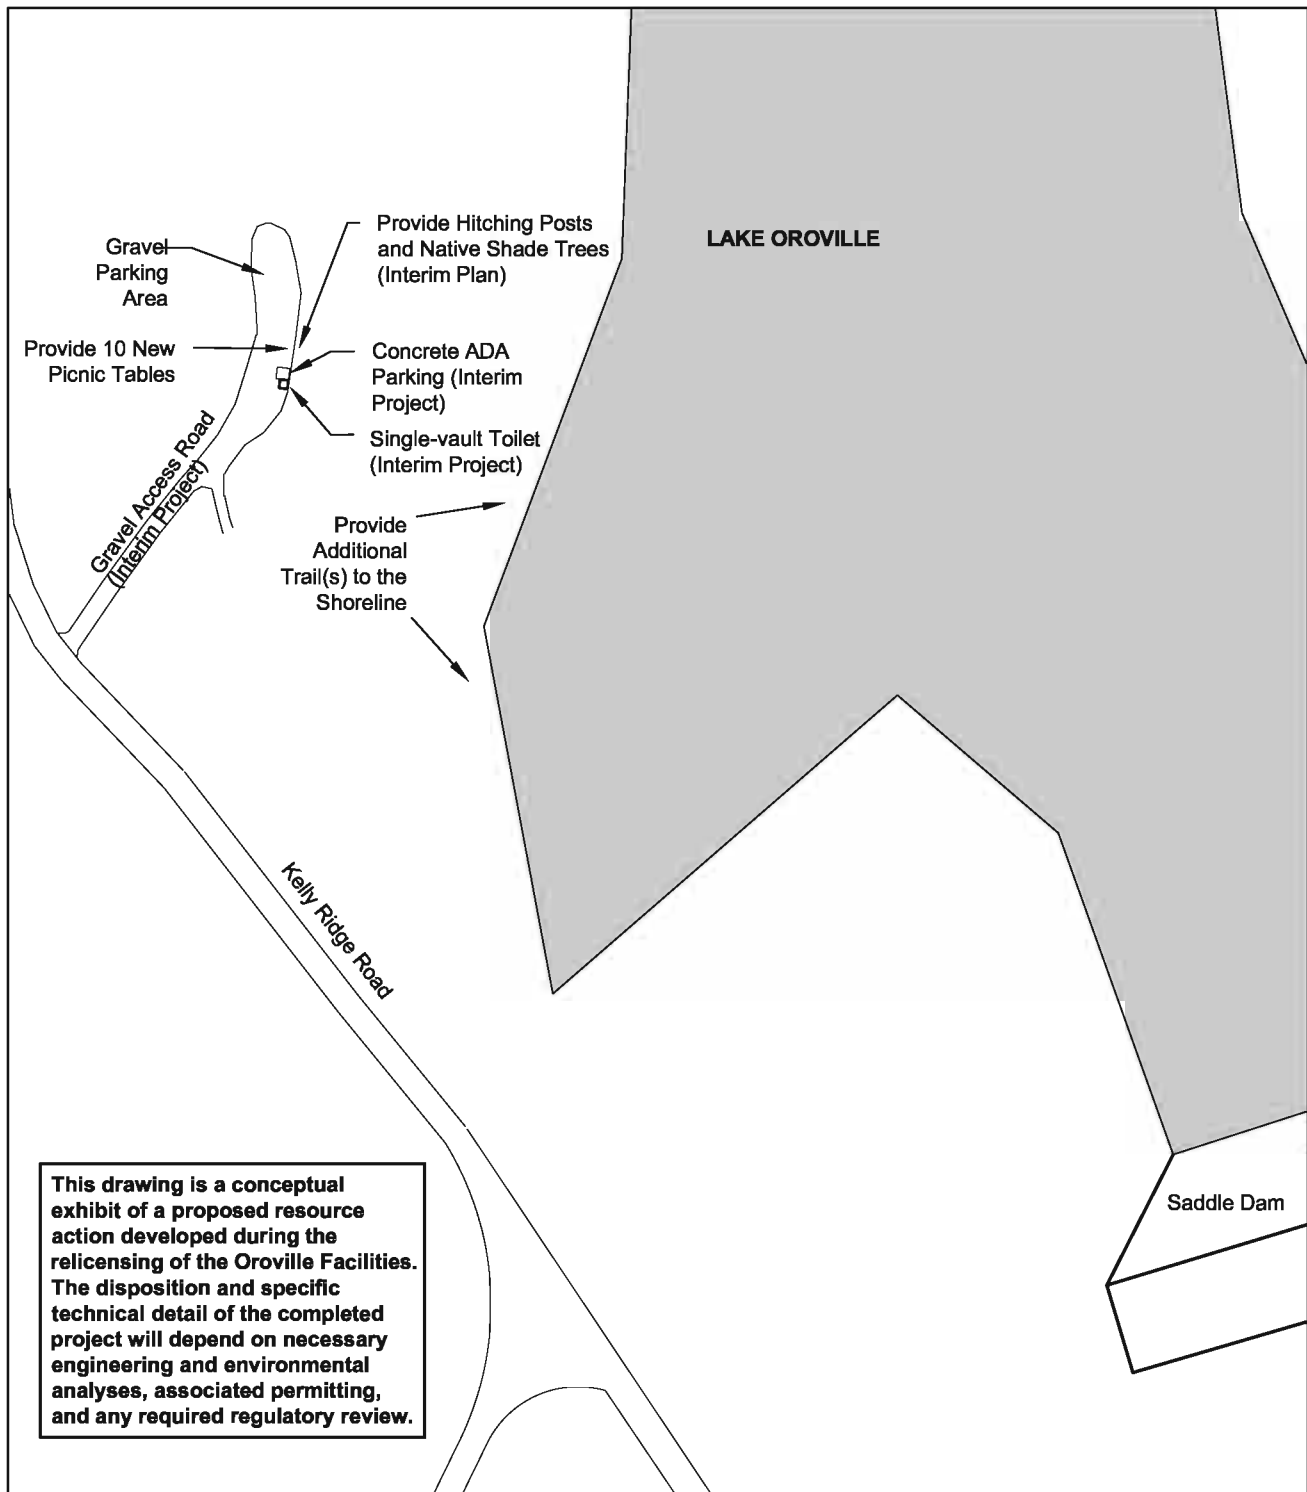 LAKE OROVILLE
Gravel
Parking
Area
Provide Hitching Posts
and Native Shade Trees
(Interim Plan)
Provide 10 New
Picnic Tables
Concrete ADA
Parking (Interim
Project)
Single-vault Toilet
(Interim Project)
Gravel Access Road
(Interim Project)
Provide
Additional
Trail(s) to the
Shoreline
Kelly Ridge Road
Saddle Dam
This drawing is a conceptual
exhibit of a proposed resource
action developed during the
relicensing of the Oroville Facilities.
The disposition and specific
technical detail of the completed
project will depend on necessary
engineering and environmental
analyses, associated permitting,
and any required regulatory review.